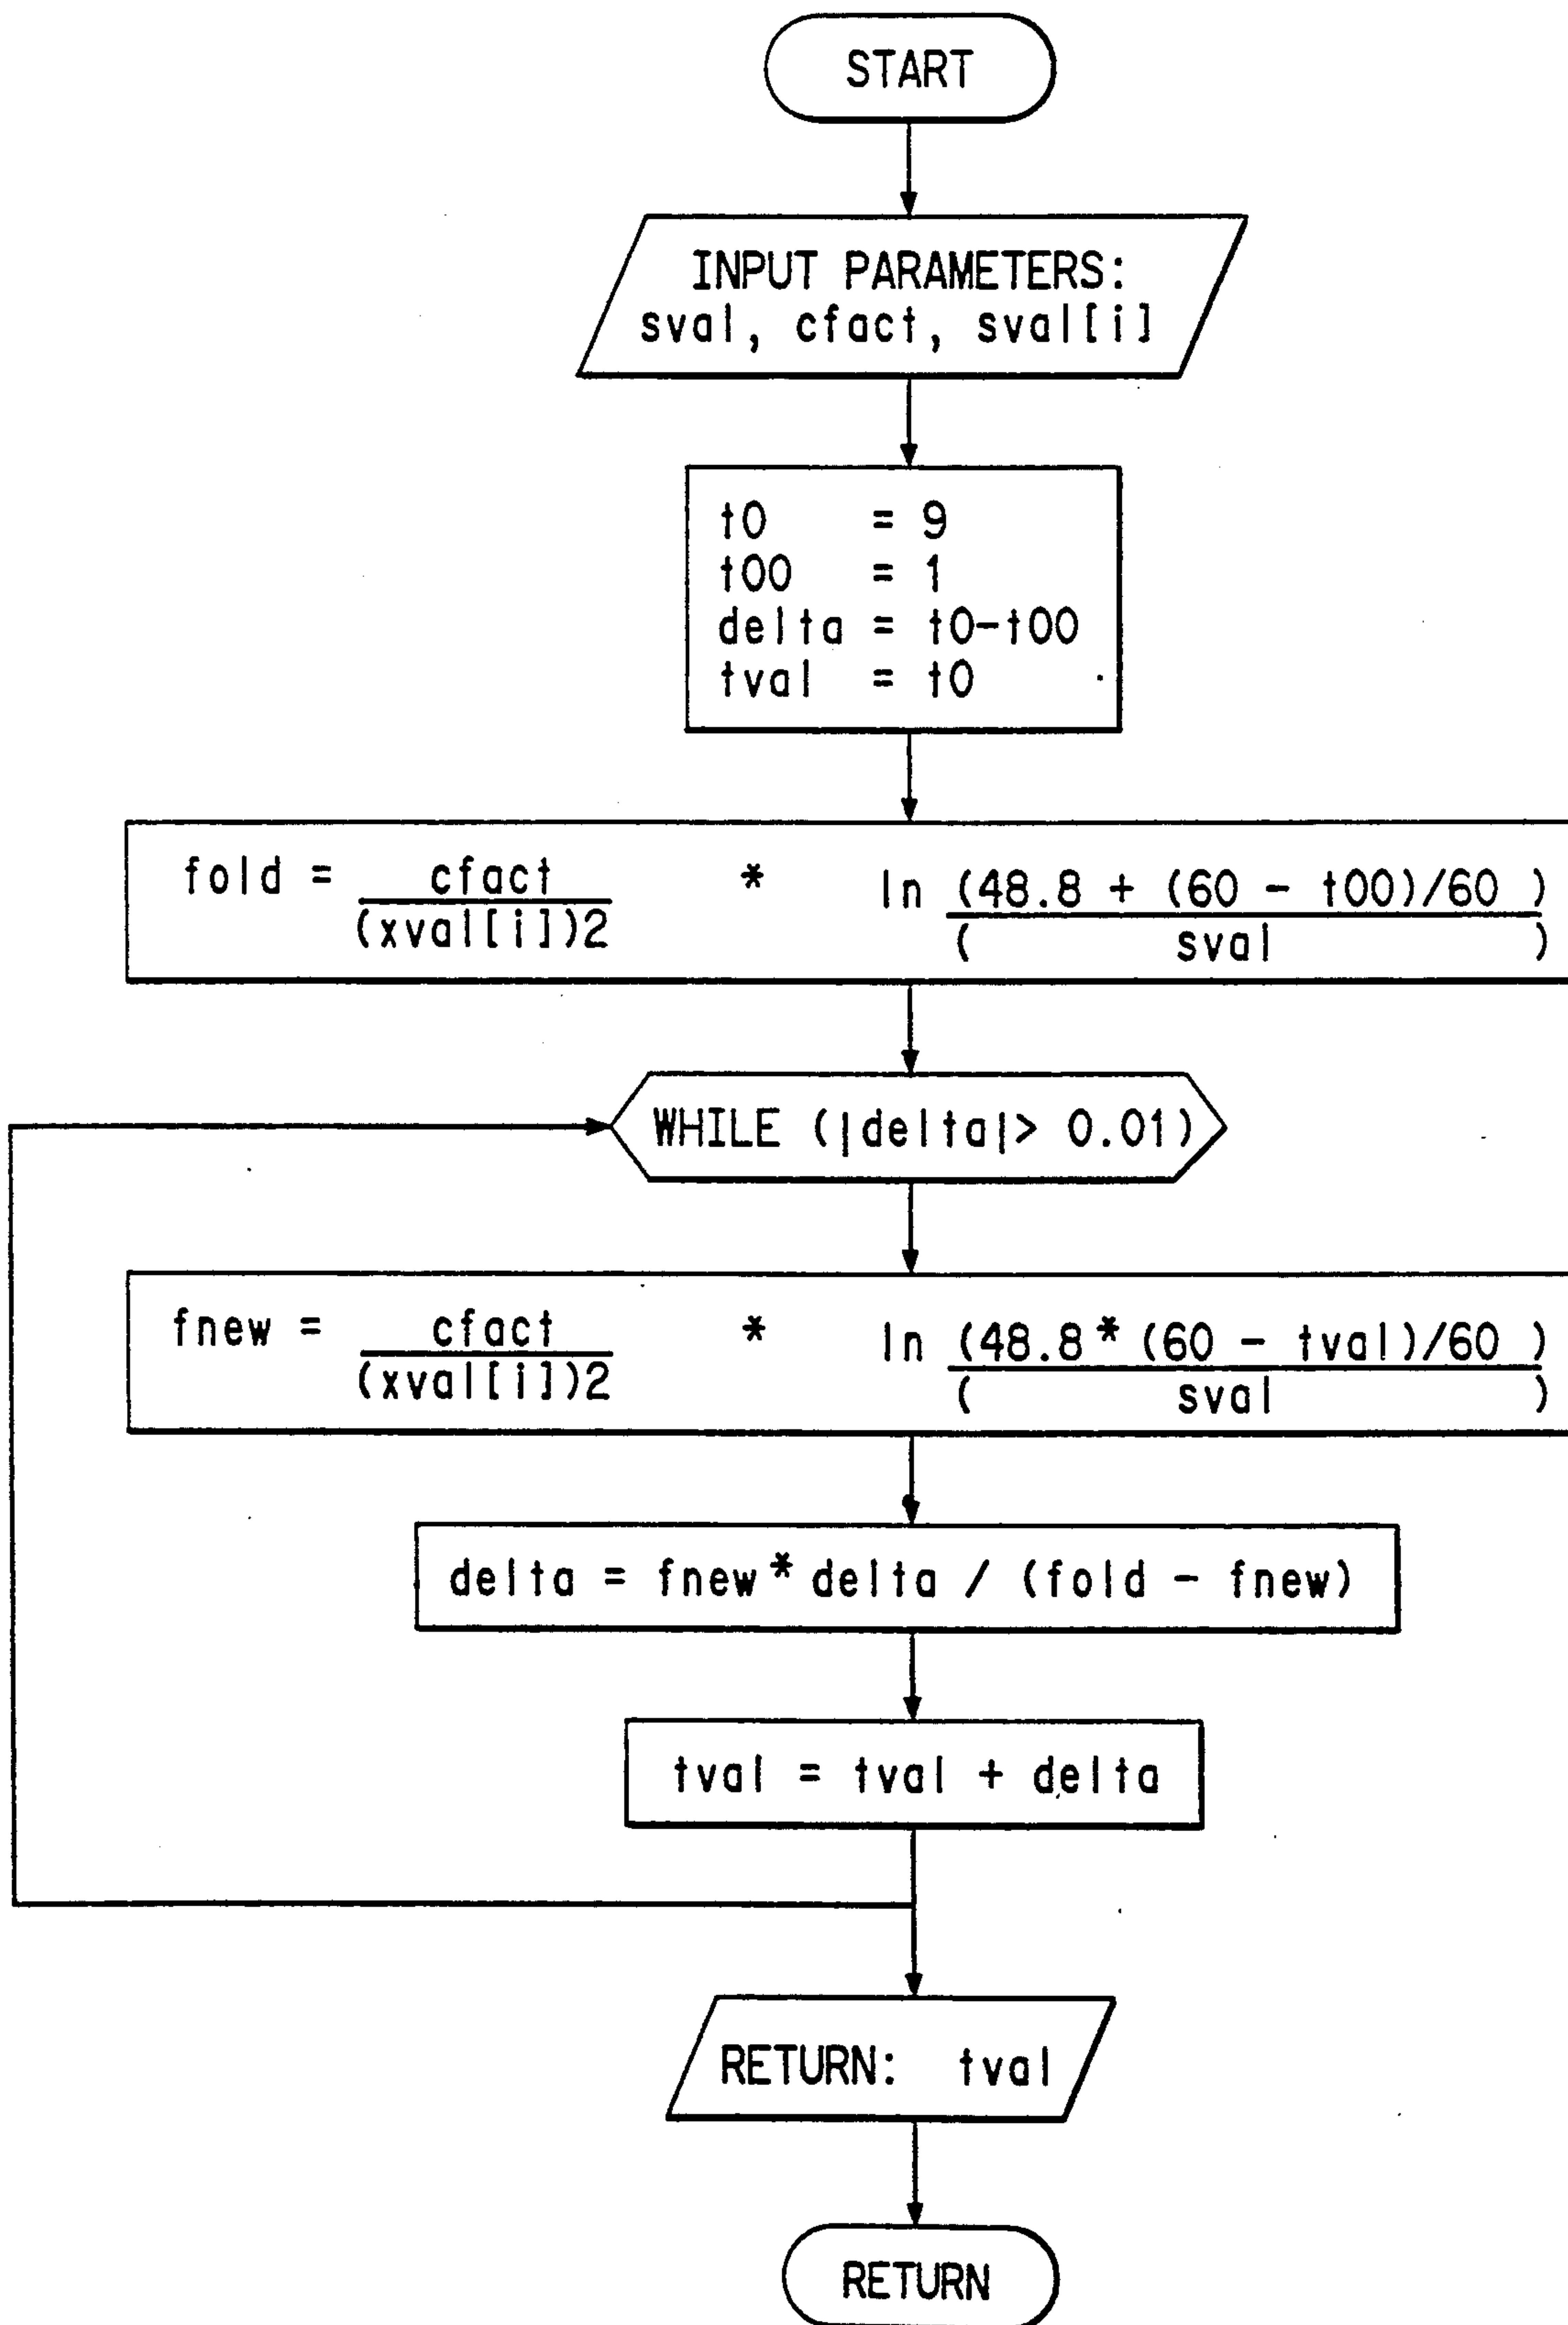 START
INPUT PARAMETERS:
sval, cfact, sval[i]
t0 = 9
t00 = 1
delta = t0-t00
tval = t0
fold = cfact * ln (48.8 + (60 - t00)/60 )
(xval[i])2 ( sval )
WHILE (|delta|> 0.01)
fnew = cfact * ln (48.8* (60 - tval)/60 )
(xval[i])2 ( sval )
delta = fnew* delta / (fold - fnew)
tval = tval + delta
RETURN: tval
RETURN